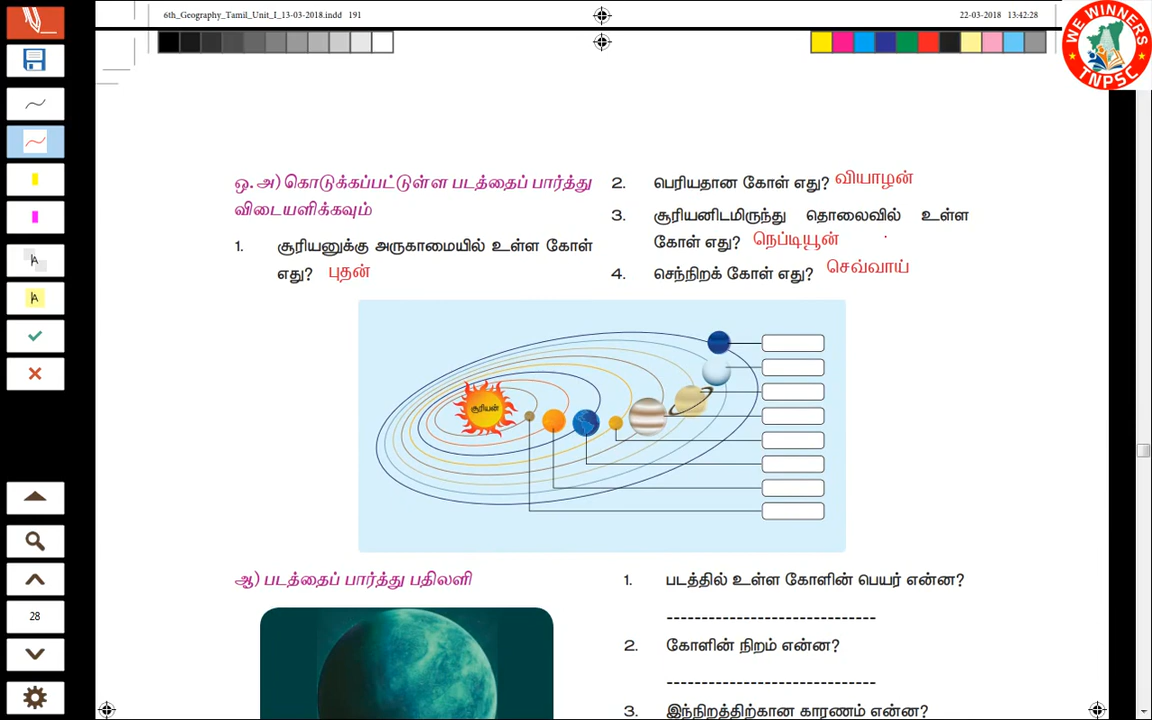 6th_Geography_Tamil_Unit_I_13-03-2018.indd 191
22-03-2018 13:42:28
WE WINNERS
TNPSC
ஒ. அ) கொடுக்கப்பட்டுள்ள படத்தைப் பார்த்து
விடையளிக்கவும்
1. சூரியனுக்கு அருகாமையில் உள்ள கோள்
எது? புதன்
2. பெரியதான கோள் எது? வியாழன்
3. சூரியனிடமிருந்து தொலைவில் உள்ள
கோள் எது? நெப்டியூன்
4. செந்நிறக் கோள் எது? செவ்வாய்
சூரியன்
ஆ) படத்தைப் பார்த்து பதிலளி
1. படத்தில் உள்ள கோளின் பெயர் என்ன?
2. கோளின் நிறம் என்ன?
3. இந்நிறத்திற்கான காரணம் என்ன?
28